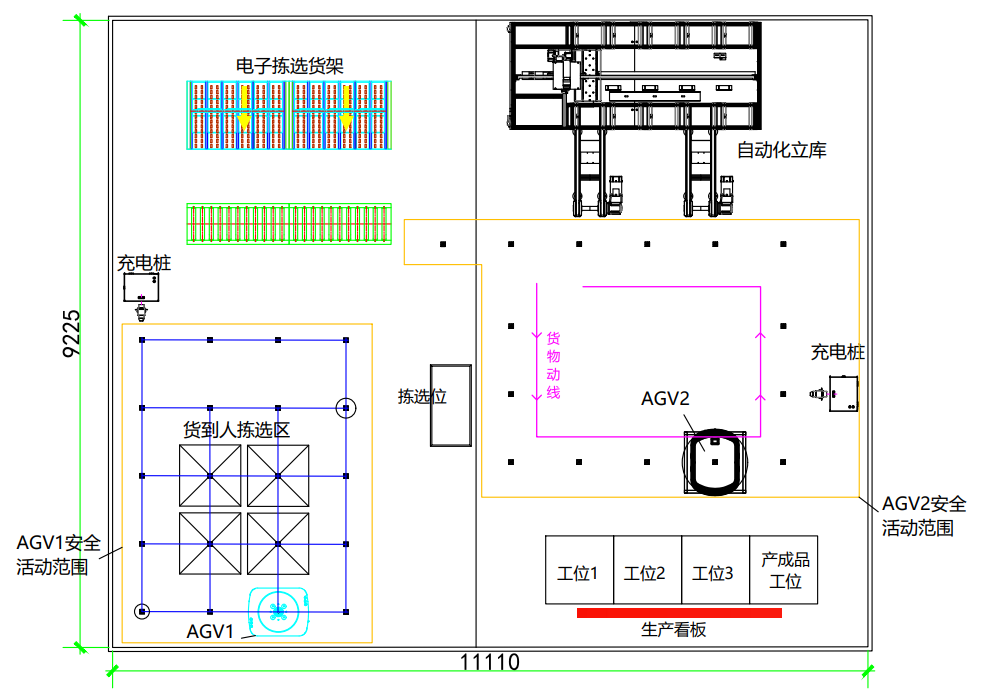 电子拣选货架
自动化立库
充电桩
9225
货物动线
充电桩
拣选位
AGV2
货到人拣选区
AGV2安全
活动范围
AGV1安全
活动范围
工位1
工位2
工位3
产成品
工位
AGV1
生产看板
11110